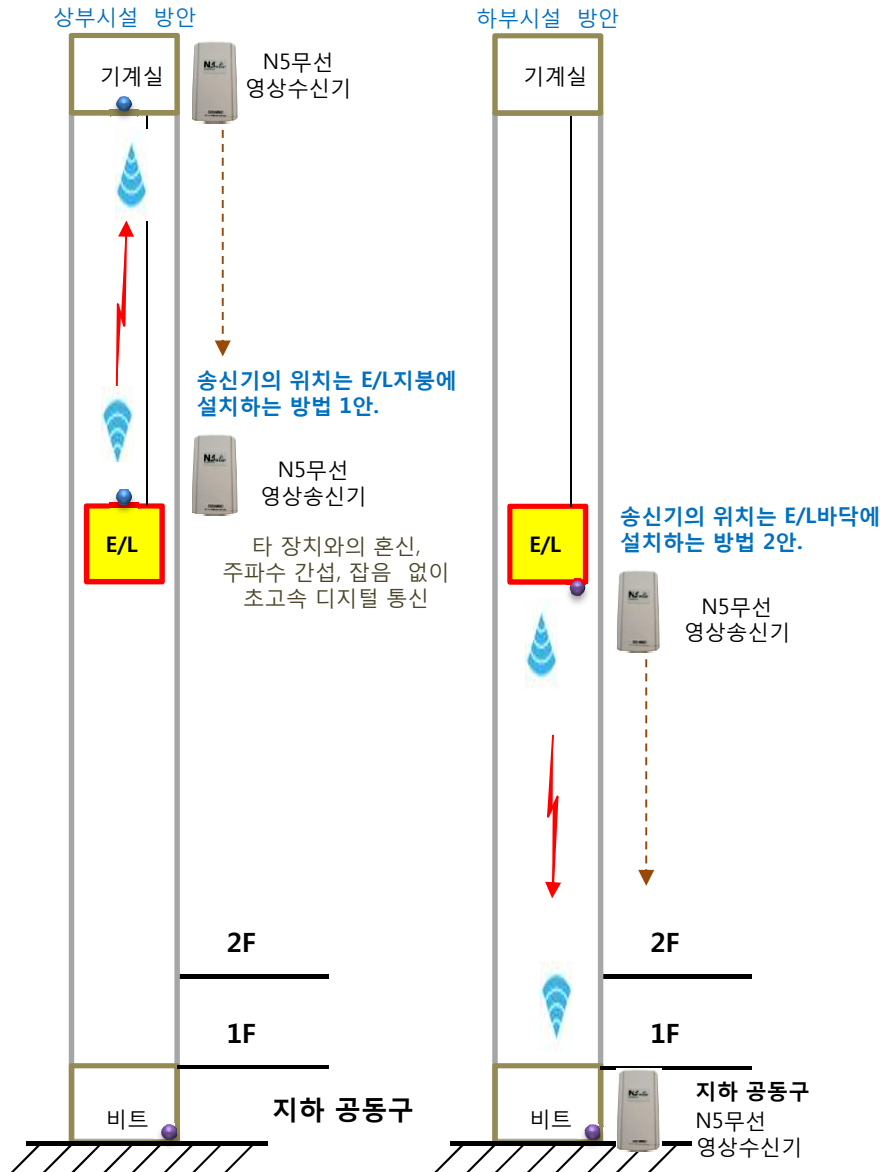 상부시설 방안
기계실
N5무선
영상수신기
송신기의 위치는 E/L지붕에
설치하는 방법 1안.
N5무선
영상송신기
E/L
타 장치와의 혼신,
주파수 간섭, 잡음 없이
초고속 디지털 통신
2F
1F
비트
지하 공동구
하부시설 방안
기계실
송신기의 위치는 E/L바닥에
설치하는 방법 2안.
E/L
N5무선
영상송신기
2F
1F
비트
지하 공동구
N5무선
영상수신기